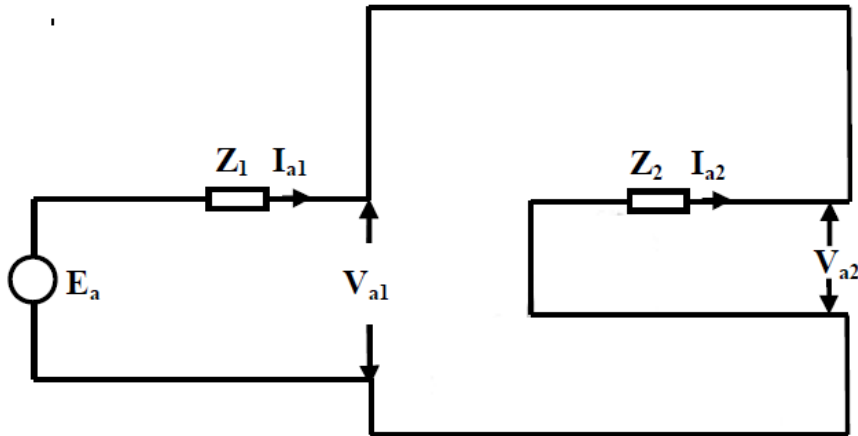 Z₁ Iₐ₁
Z₂ Iₐ₂
Eₐ
Vₐ₁
Vₐ₂